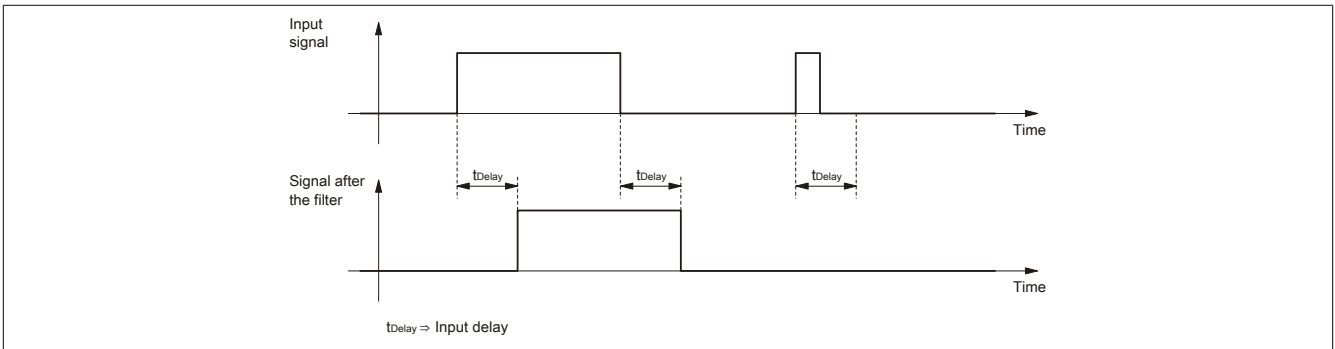 Input
signal
Time
Signal after
the filter
tDelay
tDelay
tDelay
Time
tDelay ⇒ Input delay